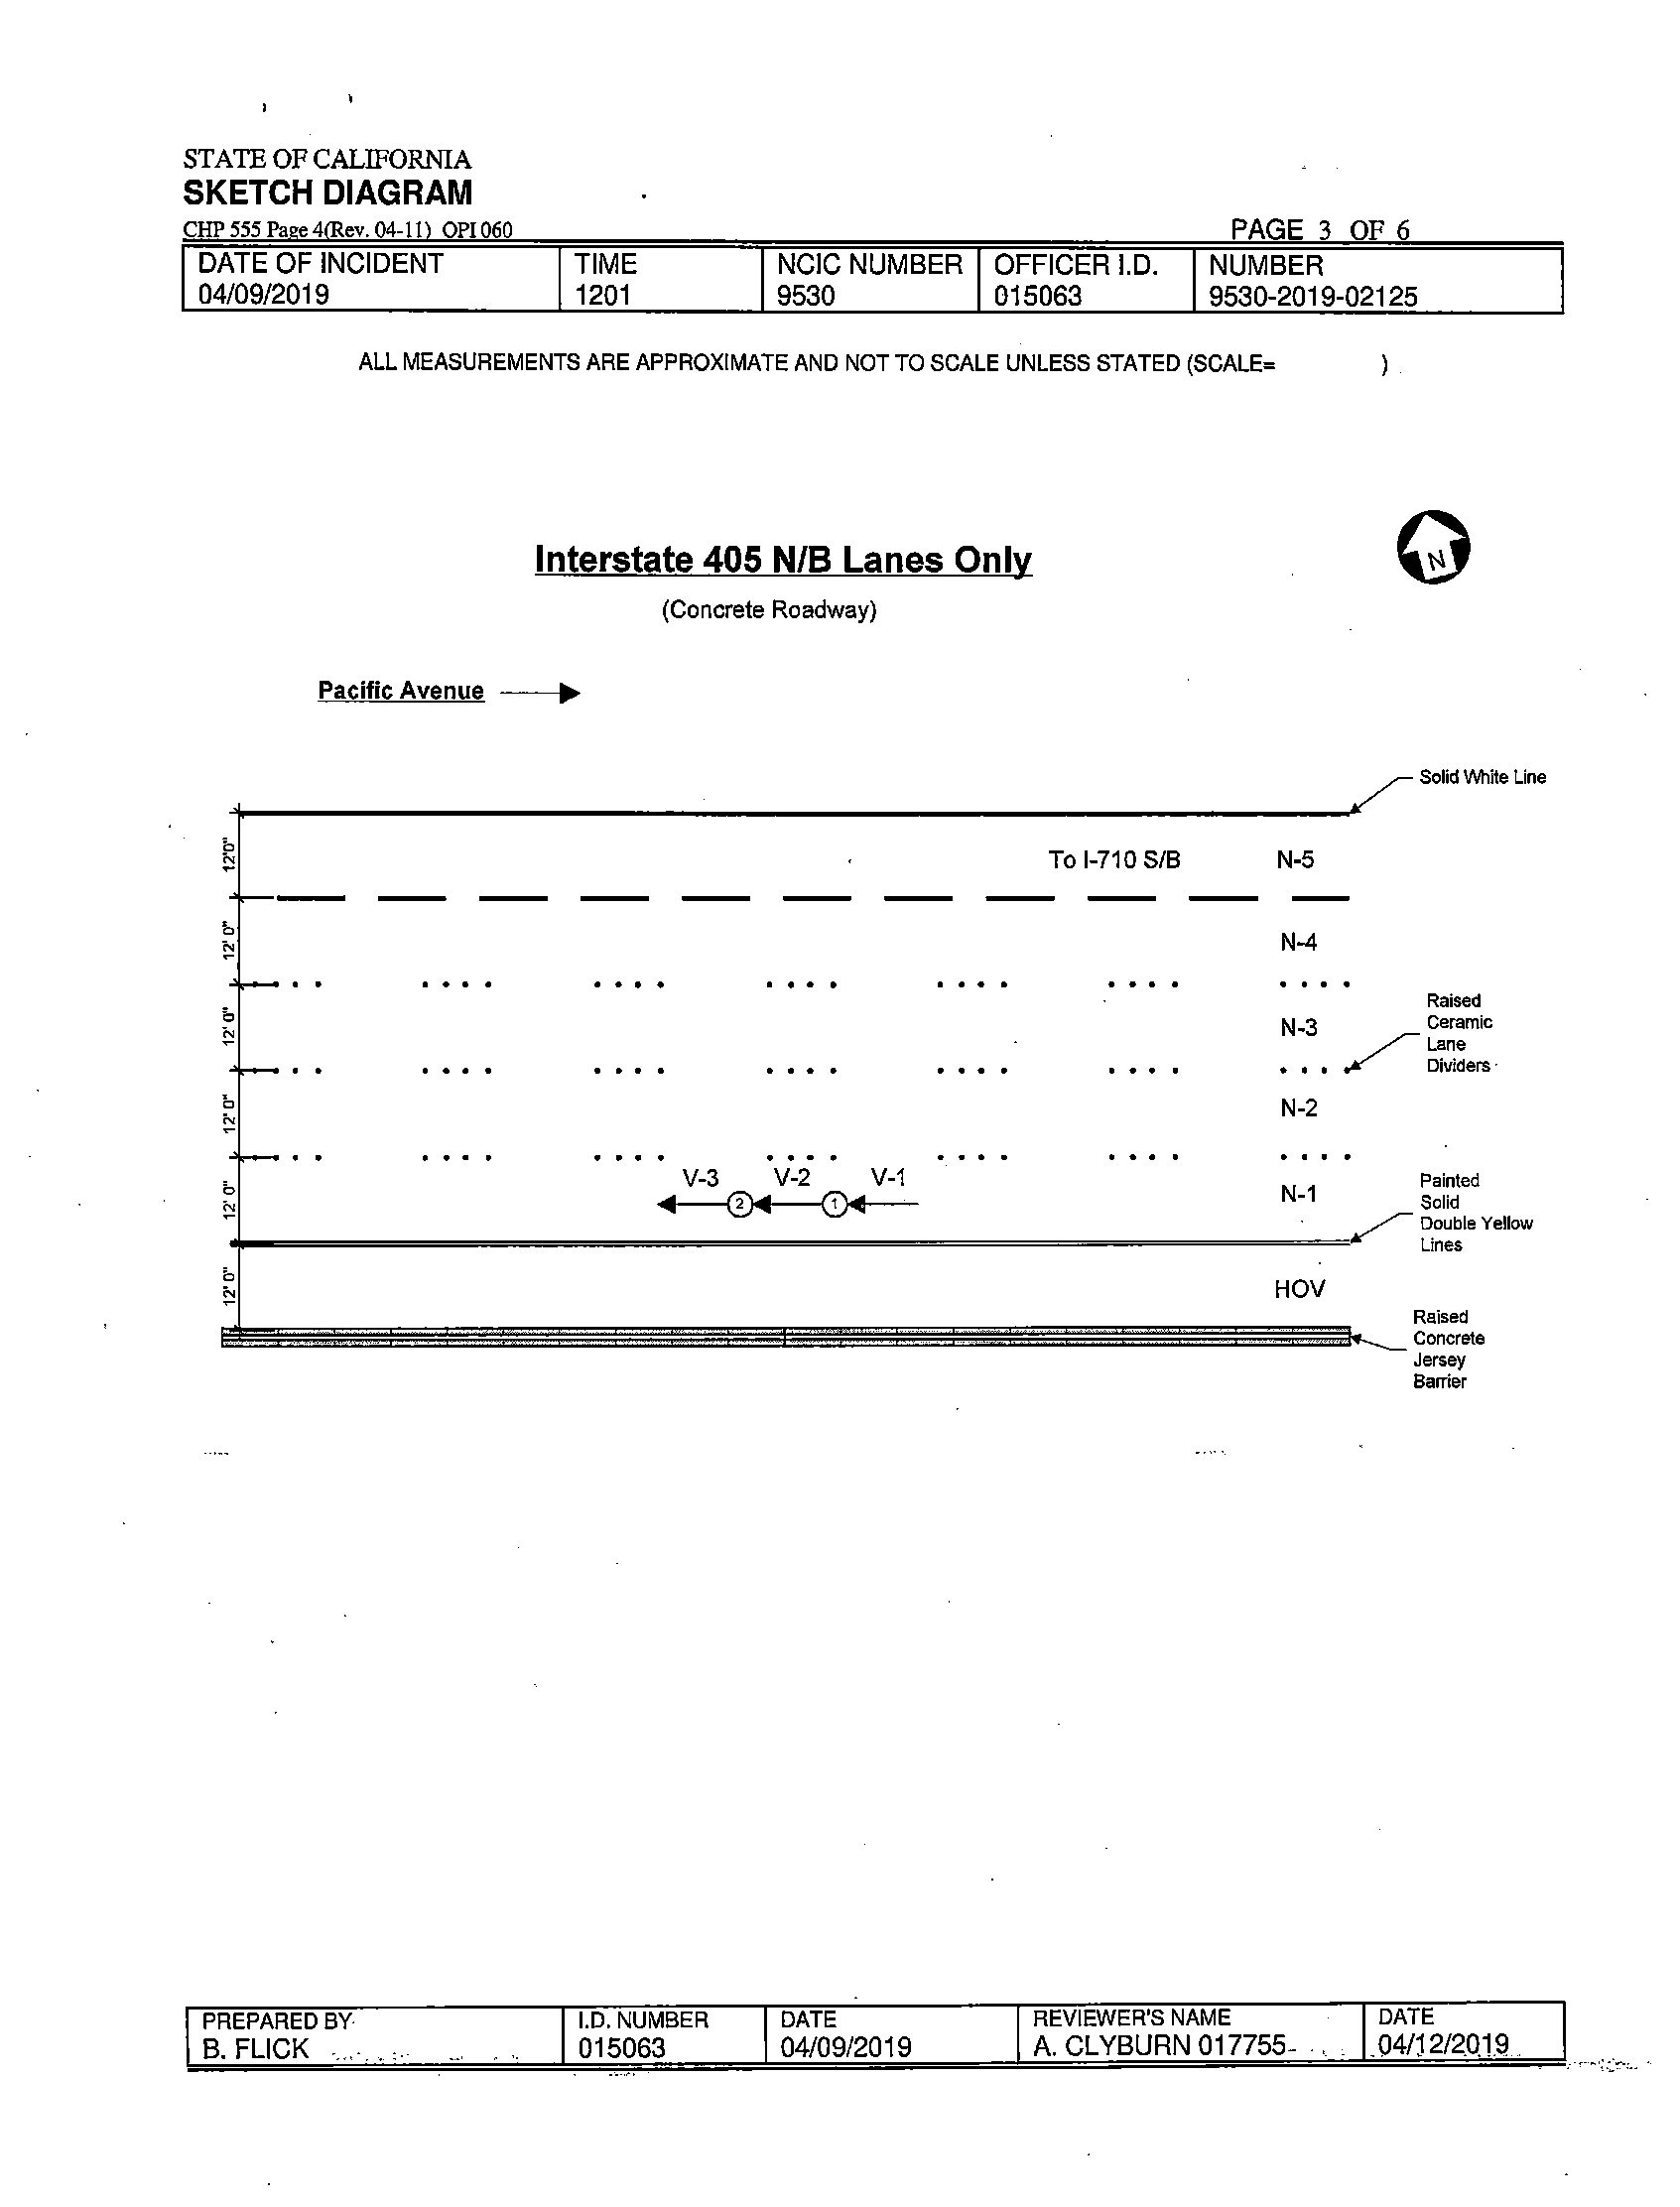 STATE OF CALIFORNIA
SKETCH DIAGRAM
CHP 555 Page 4(Rev. 04-11) OPI 060
PAGE 3 OF 6
DATE OF INCIDENT TIME NCIC NUMBER OFFICER I.D. NUMBER
04/09/2019 1201 9530 015063 9530-2019-02125
ALL MEASUREMENTS ARE APPROXIMATE AND NOT TO SCALE UNLESS STATED (SCALE= )
Interstate 405 N/B Lanes Only
N
(Concrete Roadway)
Pacific Avenue
Solid White Line
12'0"
To I-710 S/B N-5
12' 0"
N-4
12' 0"
N-3
Raised
Ceramic
Lane
Dividers
12' 0"
N-2
12' 0"
V-3 V-2 V-1
2 1
N-1
Painted
Solid
Double Yellow
Lines
12' 0"
HOV
Raised
Concrete
Jersey
Barrier
PREPARED BY I.D. NUMBER DATE REVIEWER'S NAME DATE
B. FLICK 015063 04/09/2019 A. CLYBURN 017755 04/12/2019